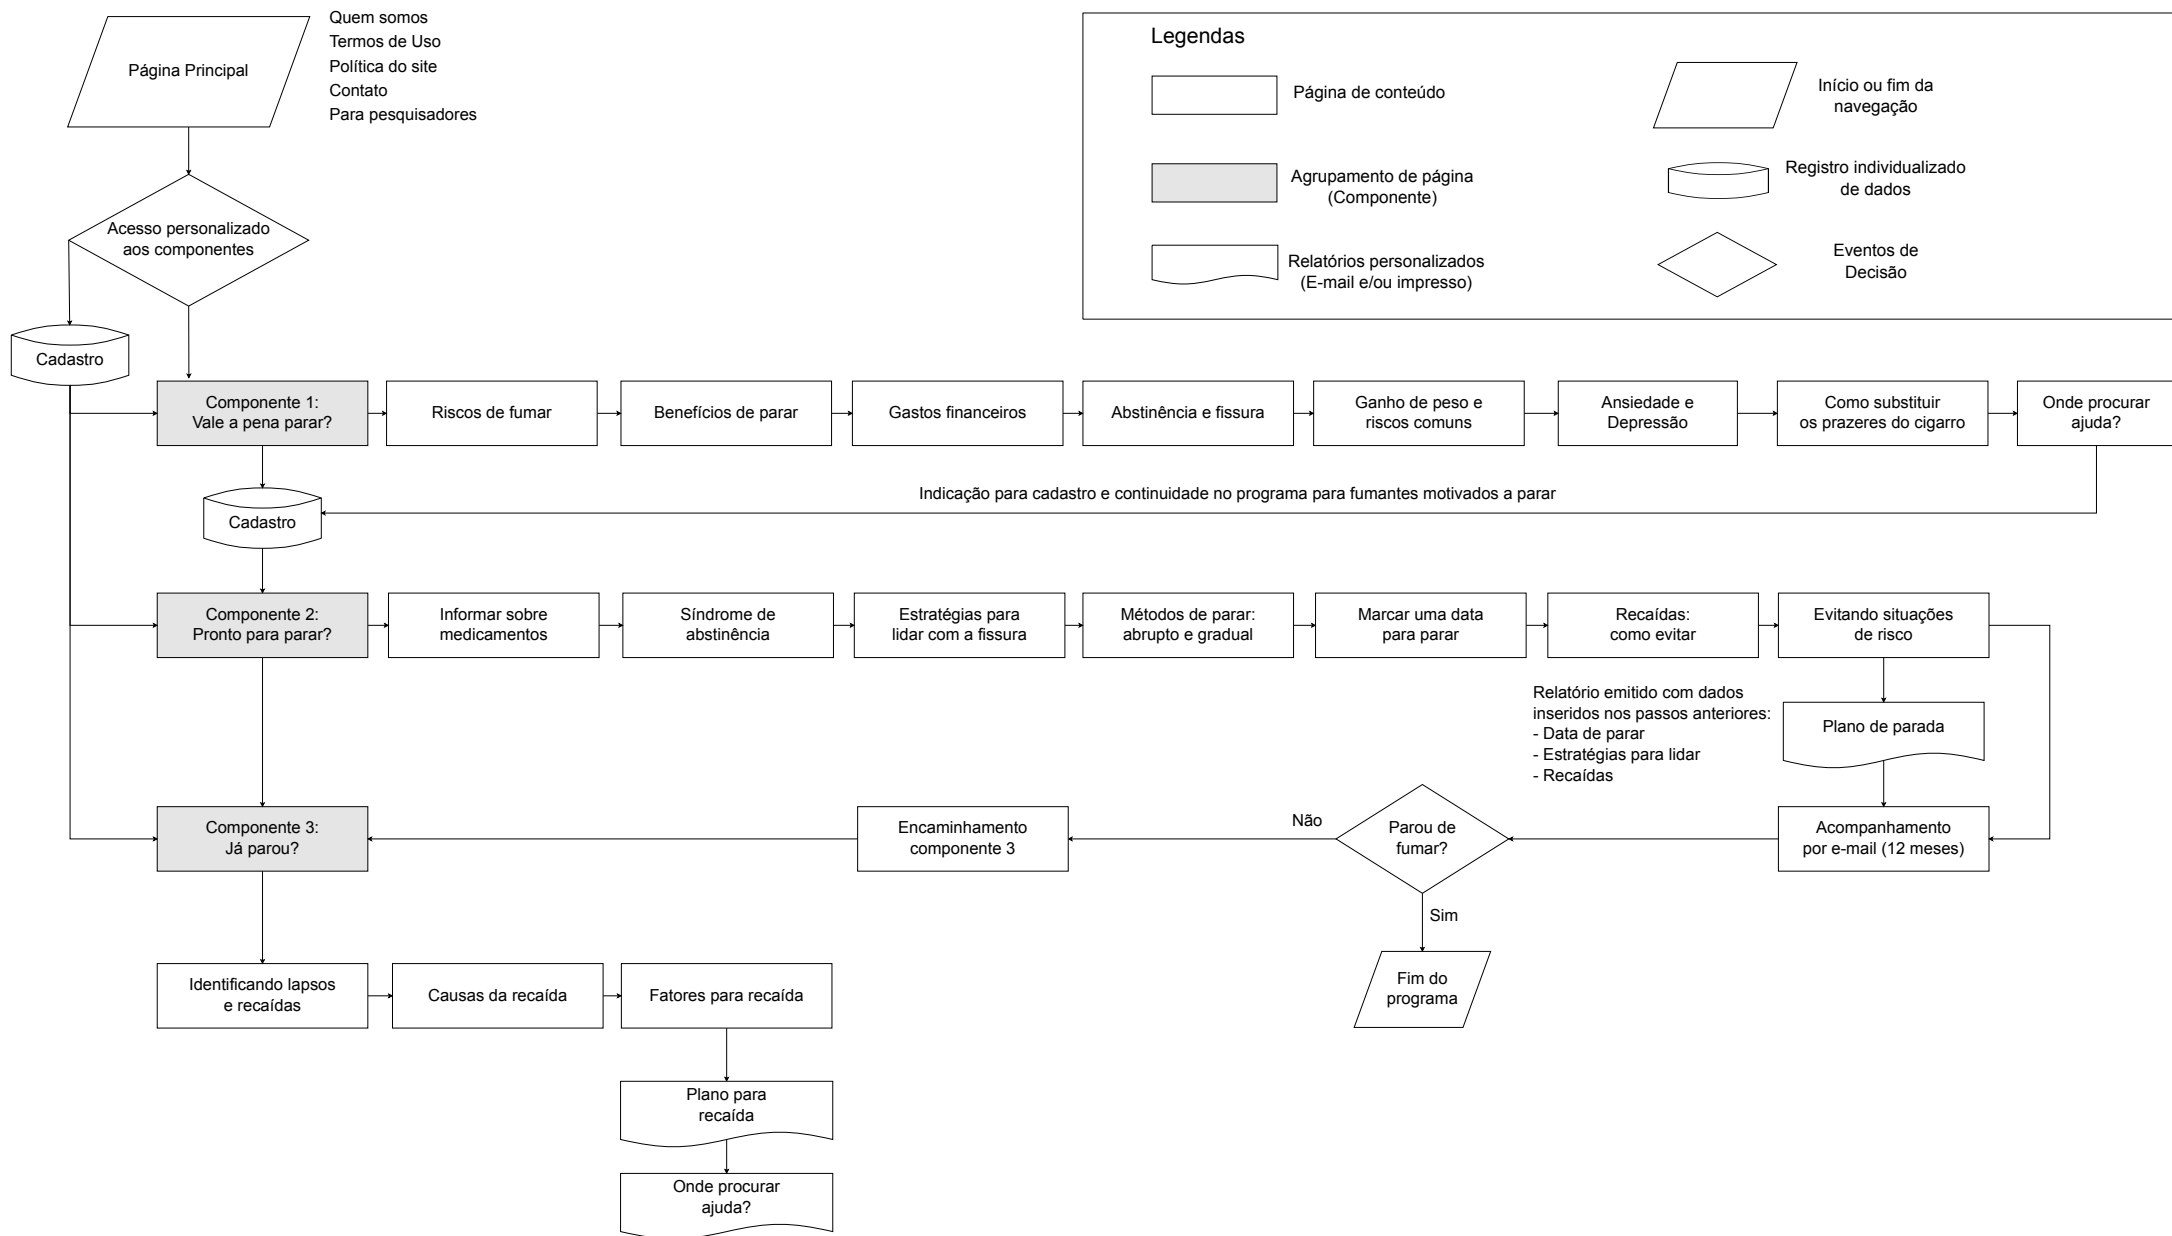 Página Principal
Quem somos
Termos de Uso
Política do site
Contato
Para pesquisadores
Legendas
Página de conteúdo
Início ou fim da
navegação
Agrupamento de página
(Componente)
Registro individualizado
de dados
Relatórios personalizados
(E-mail e/ou impresso)
Eventos de
Decisão
Acesso personalizado
aos componentes
Cadastro
Componente 1:
Vale a pena parar?
Riscos de fumar
Benefícios de parar
Gastos financeiros
Abstinência e fissura
Ganho de peso e
riscos comuns
Ansiedade e
Depressão
Como substituir
os prazeres do cigarro
Onde procurar
ajuda?
Indicação para cadastro e continuidade no programa para fumantes motivados a parar
Cadastro
Componente 2:
Pronto para parar?
Informar sobre
medicamentos
Síndrome de
abstinência
Estratégias para
lidar com a fissura
Métodos de parar:
abrupto e gradual
Marcar uma data
para parar
Recaídas:
como evitar
Evitando situações
de risco
Relatório emitido com dados
inseridos nos passos anteriores:
- Data de parar
- Estratégias para lidar
- Recaídas
Plano de parada
Componente 3:
Já parou?
Encaminhamento
componente 3
Não
Parou de
fumar?
Acompanhamento
por e-mail (12 meses)
Sim
Fim do
programa
Identificando lapsos
e recaídas
Causas da recaída
Fatores para recaída
Plano para
recaída
Onde procurar
ajuda?